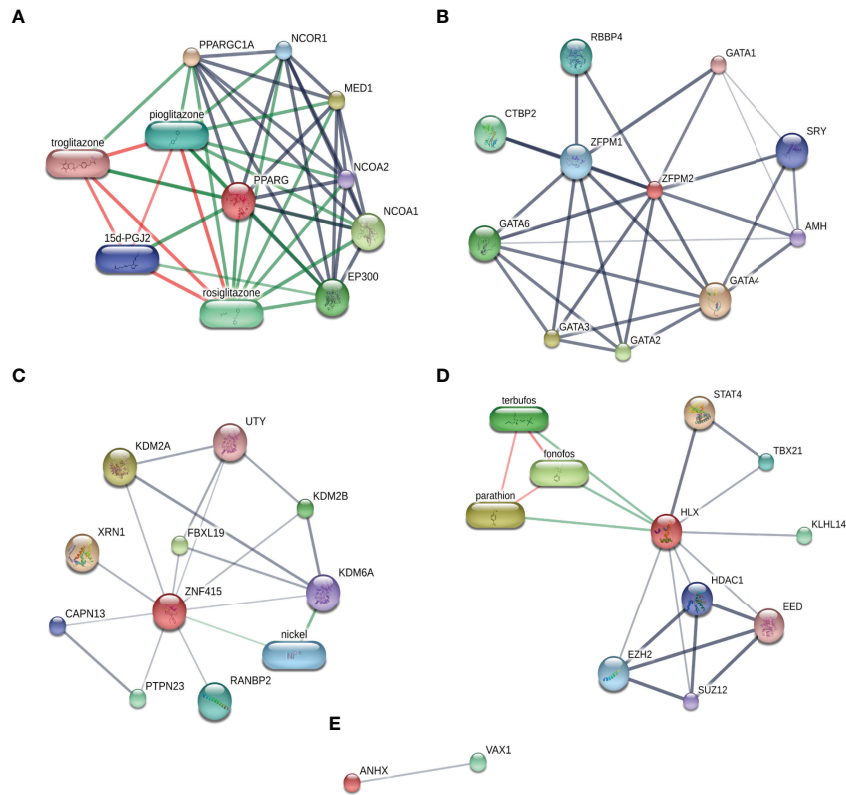 A
PPARGC1A
NCOR1
MED1
pioglitazone
troglitazone
NCOA2
PPARG
NCOA1
15d-PGJ2
EP300
rosiglitazone
B
RBBP4
GATA1
CTBP2
SRY
ZFPM1
ZFPM2
GATA6
AMH
GATA4
GATA3
GATA2
C
UTY
KDM2A
KDM2B
XRN1
FBXL19
KDM6A
ZNF415
CAPN13
nickel
PTPN23
RANBP2
D
terbufos
STAT4
fonofos
TBX21
parathion
HLX
KLHL14
HDAC1
EED
EZH2
SUZ12
E
VAX1
ANHX